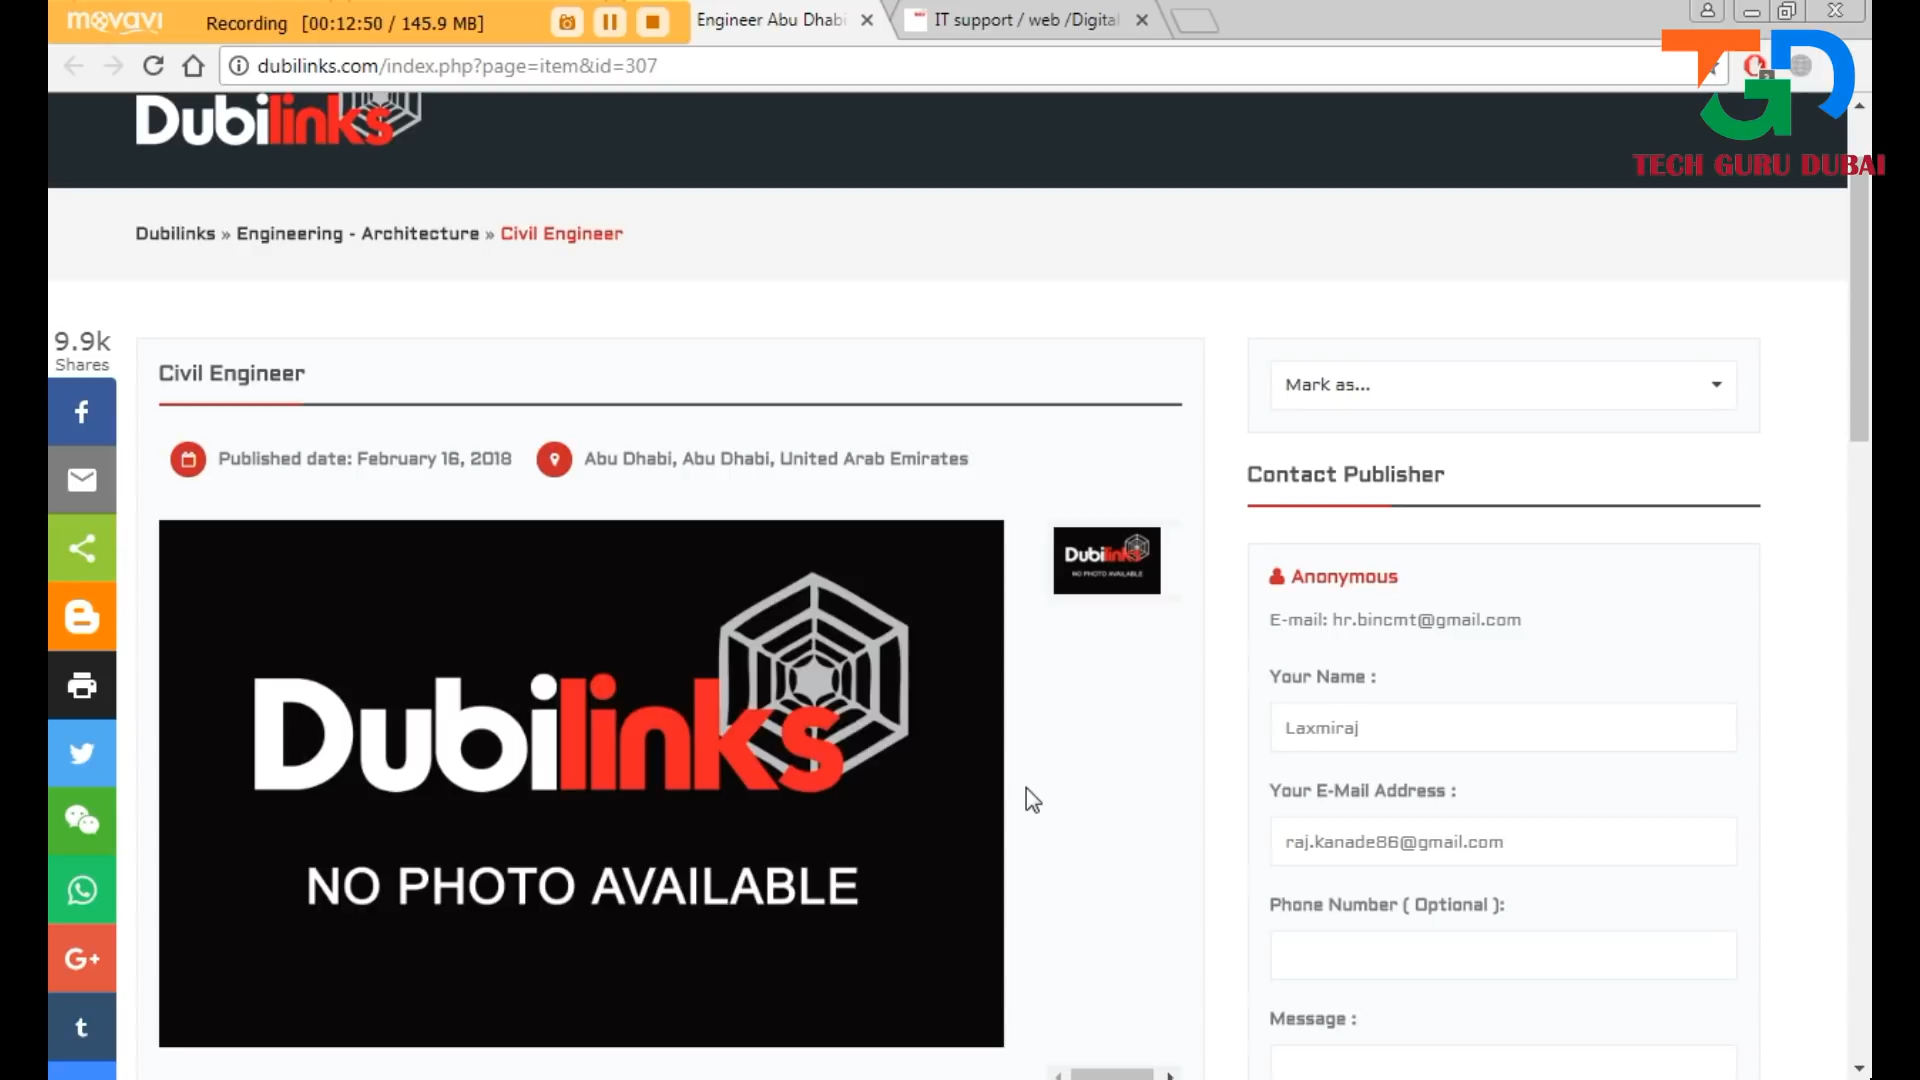 movavi
Recording [00:12:50 / 145.9 MB]
Engineer Abu Dhabi
IT support / web /Digital
dubilinks.com/index.php?page=item&id=307
TECH GURU DUBAI
Dubilinks
Dubilinks » Engineering - Architecture » Civil Engineer
9.9k
Shares
Civil Engineer
Published date: February 16, 2018
Abu Dhabi, Abu Dhabi, United Arab Emirates
Dubilinks
NO PHOTO AVAILABLE
Dubilinks
NO PHOTO AVAILABLE
Mark as...
Contact Publisher
Anonymous
E-mail: hr.bincmt@gmail.com
Your Name :
Laxmiraj
Your E-Mail Address :
raj.kanade86@gmail.com
Phone Number ( Optional ):
Message :